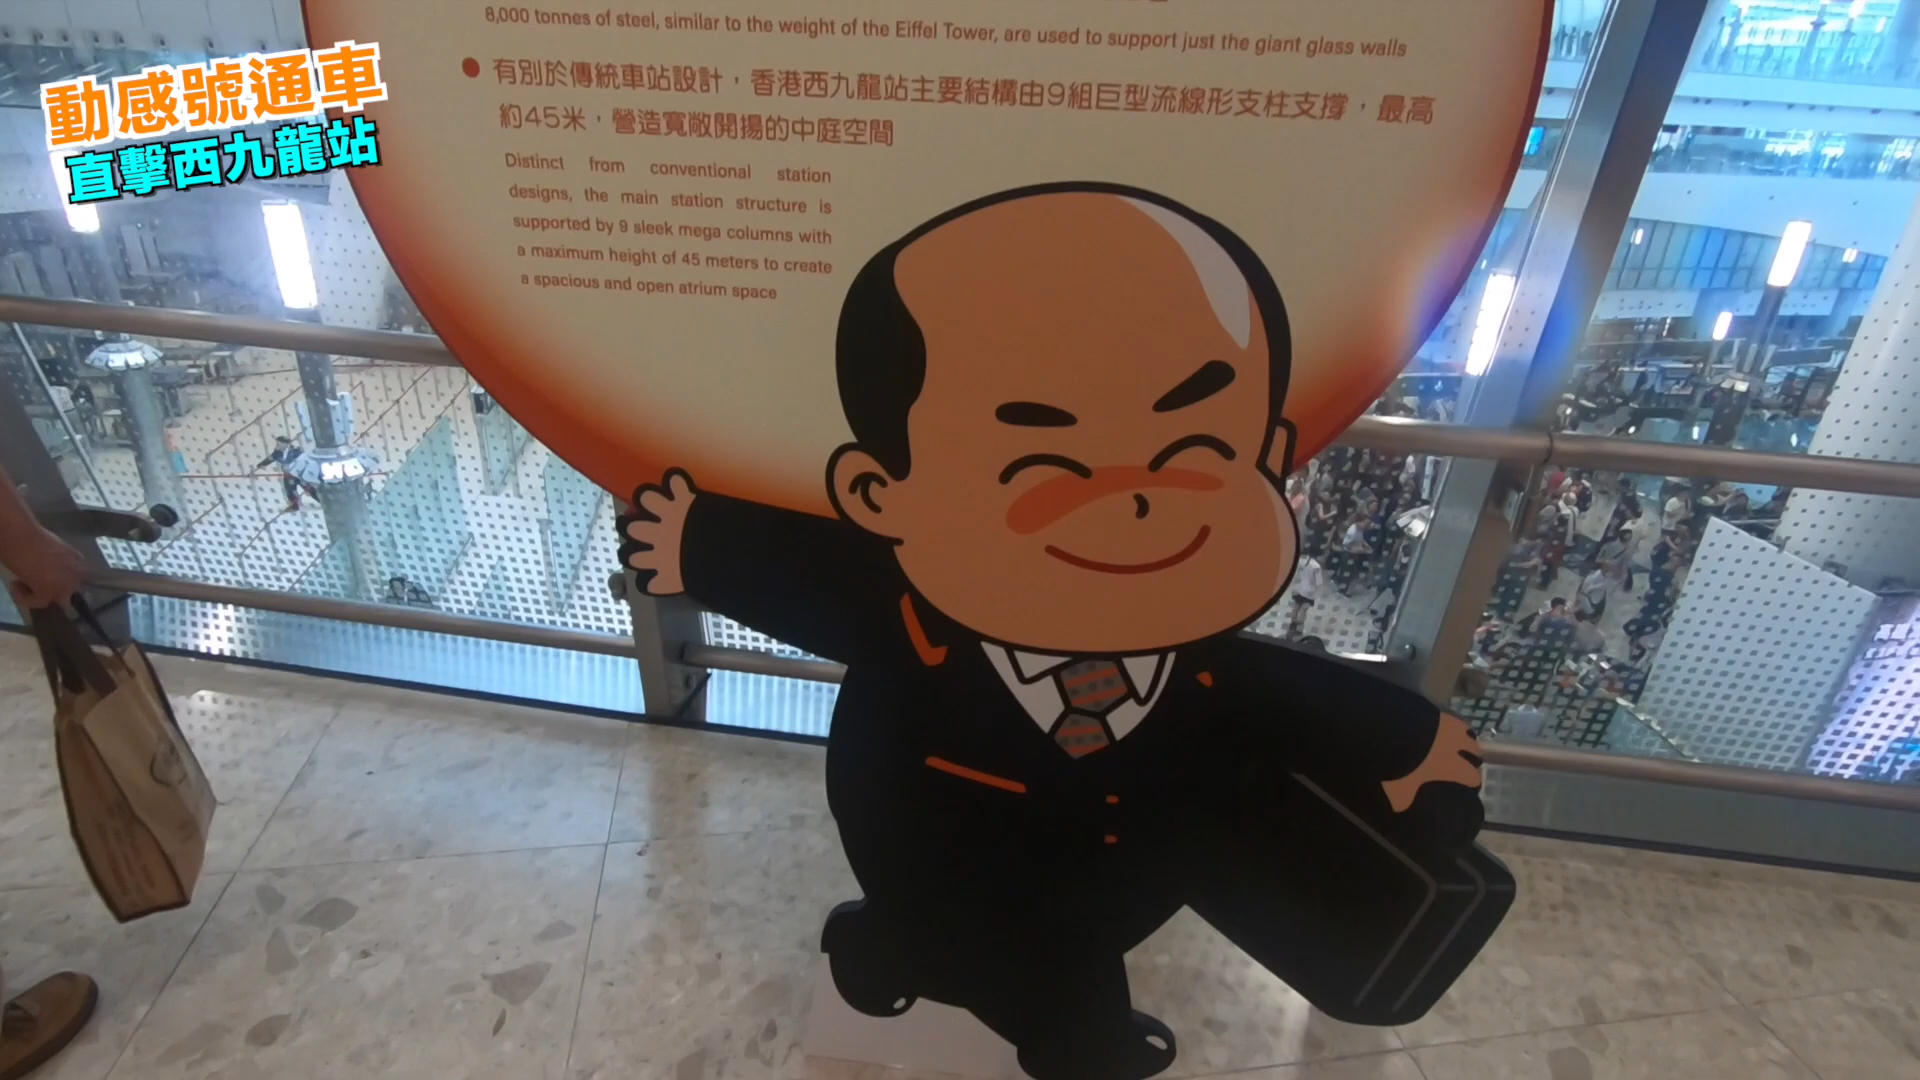 動感號通車
直擊西九龍站
8,000 tonnes of steel, similar to the weight of the Eiffel Tower, are used to support just the giant glass walls
● 有別於傳統車站設計，香港西九龍站主要結構由9組巨型流線形支柱支撐，最高
約45米，營造寬敞開揚的中庭空間
Distinct from conventional station
designs, the main station structure is
supported by 9 sleek mega columns with
a maximum height of 45 meters to create
a spacious and open atrium space